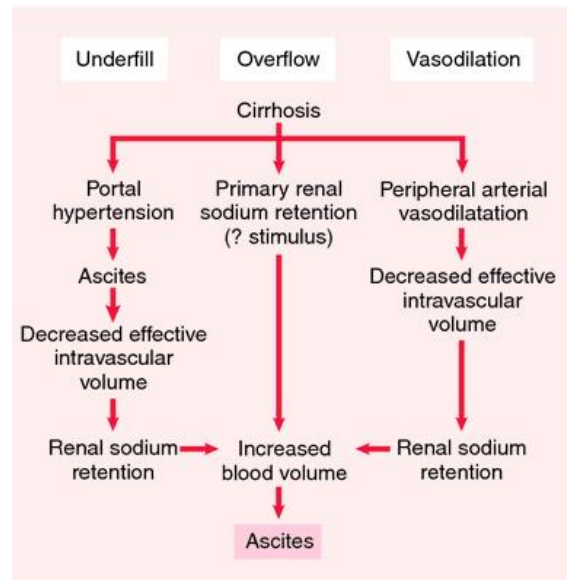 Underfill
Overflow
Vasodilation
Cirrhosis
Portal
hypertension
Ascites
Decreased effective
intravascular
volume
Renal sodium
retention
Primary renal
sodium retention
(? stimulus)
Peripheral arterial
vasodilatation
Decreased effective
intravascular
volume
Renal sodium
retention
Increased
blood volume
Ascites